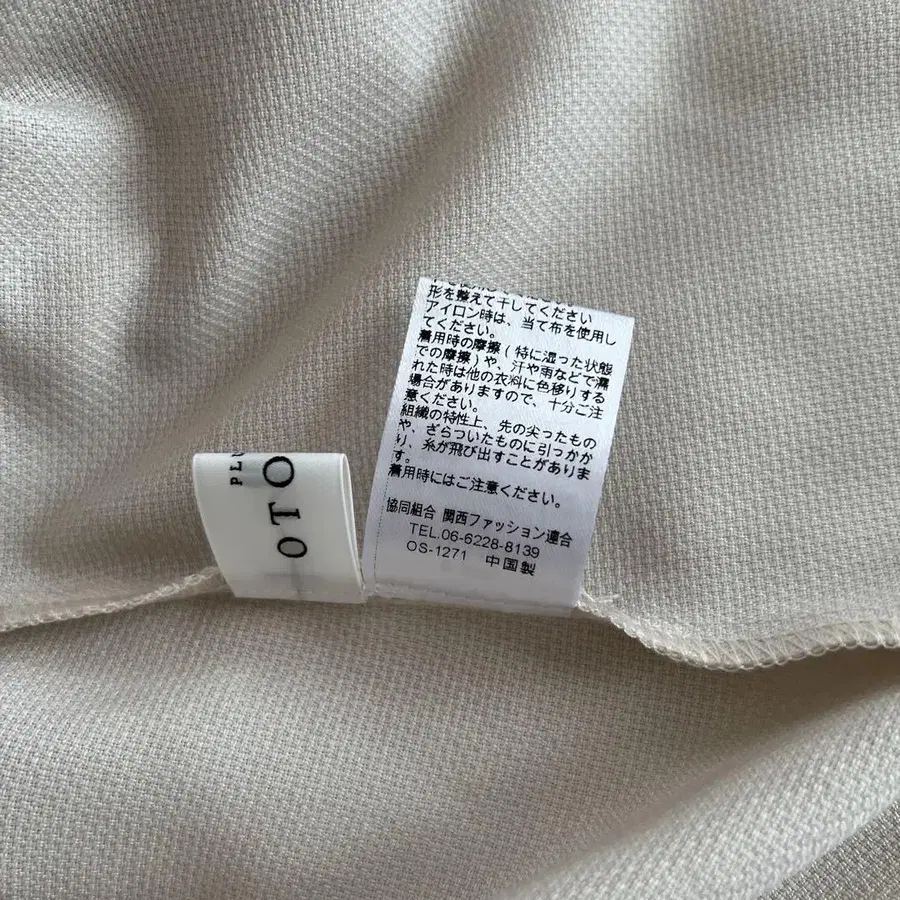 形を整えて干してください
アイロン時は、当て布を使用し
てください。
着用時の摩擦(特に湿った状態
での摩擦)や、汗や雨などで濡
れた時は他の衣料に色移りする
場合がありますので、十分ご注
意ください。
組織の特性上、先の尖ったもの
や、ざらついたものに引っかか
り、糸が飛び出すことがありま
す。
着用時にはご注意ください。
協同組合 関西ファッション連合
TEL.06-6228-8139
OS-1271 中国製
PLU
OTO